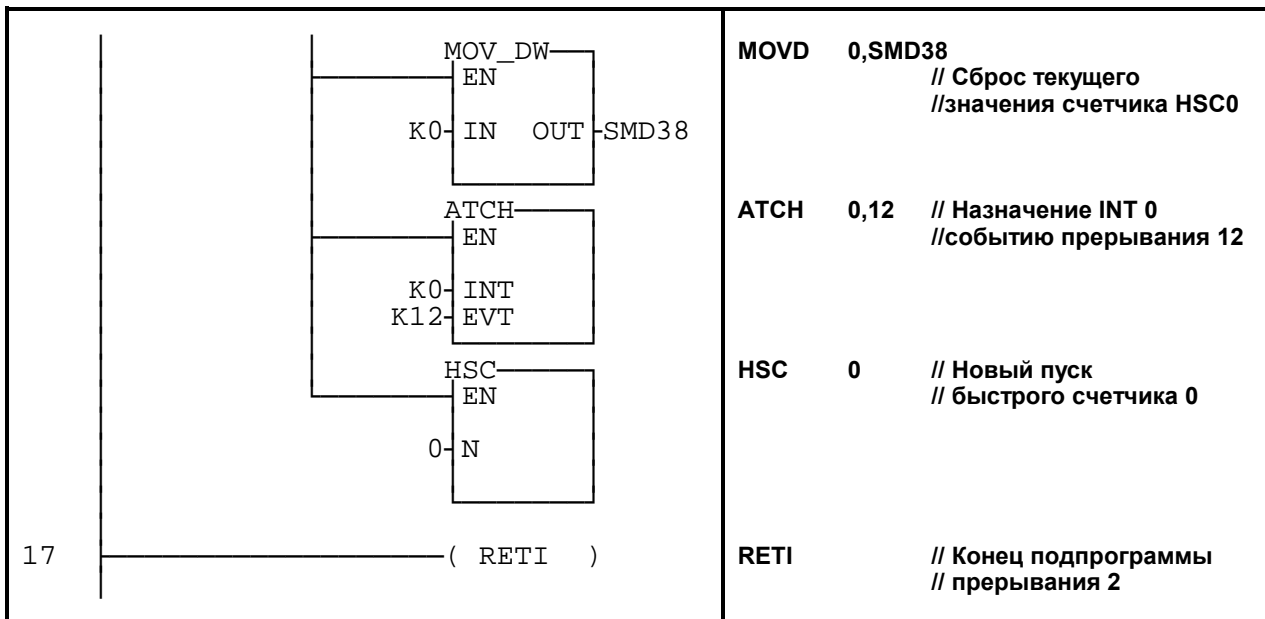 MOV_DW
EN
K0 IN OUT SMD38
MOVD 0,SMD38
// Сброс текущего
//значения счетчика HSC0
ATCH
EN
K0 INT
K12 EVT
ATCH 0,12 // Назначение INT 0
//событию прерывания 12
HSC
EN
0 N
HSC 0 // Новый пуск
// быстрого счетчика 0
17 ( RETI )
RETI // Конец подпрограммы
// прерывания 2